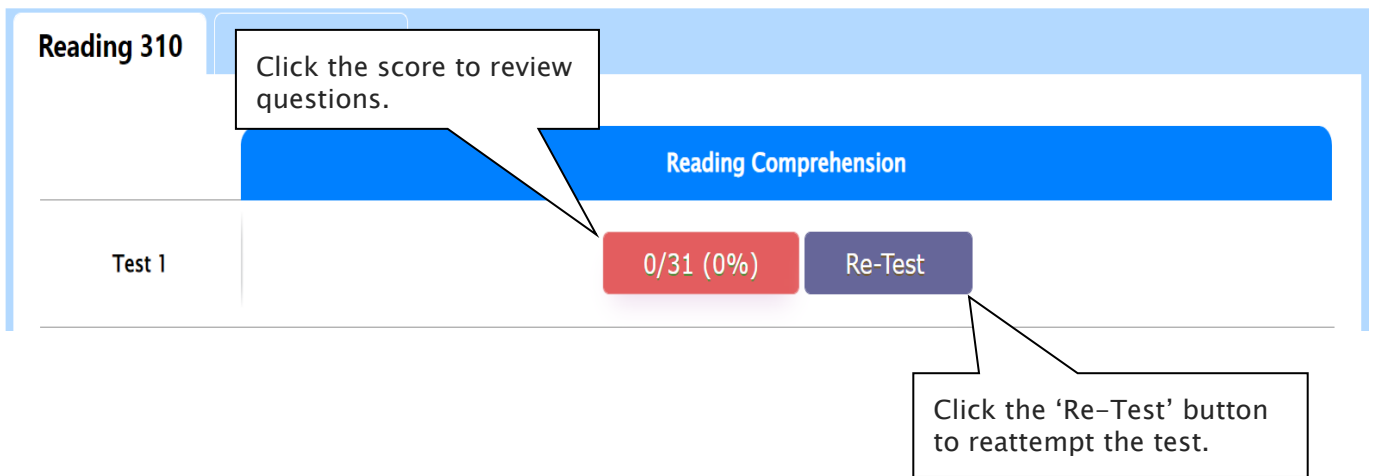 Reading 310
Click the score to review
questions.
Reading Comprehension
Test 1
0/31 (0%)
Re-Test
Click the ‘Re-Test’ button
to reattempt the test.